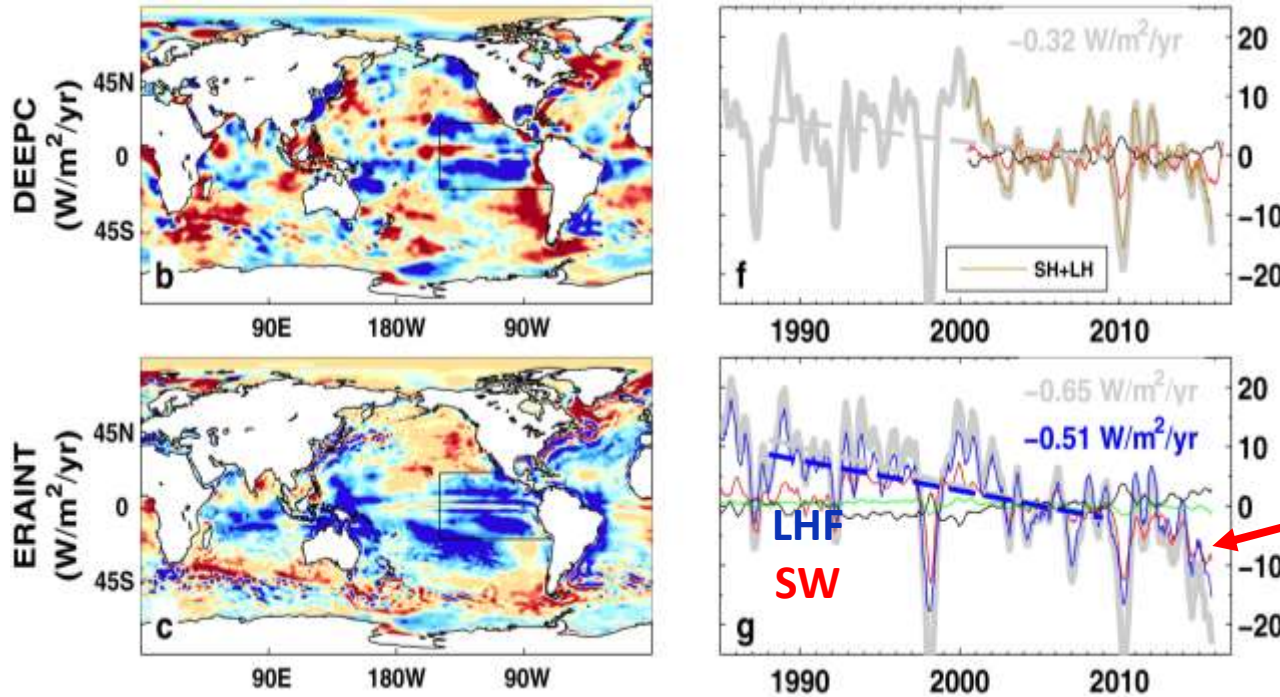 DEEPC
(W/m²/yr)
45N
0
45S
b
90E
180W
90W
−0.32 W/m²/yr
20
10
0
−10
−20
f
SH+LH
1990
2000
2010
ERAINT
(W/m²/yr)
45N
0
45S
c
90E
180W
90W
−0.65 W/m²/yr
−0.51 W/m²/yr
20
10
0
−10
−20
LHF
SW
g
1990
2000
2010